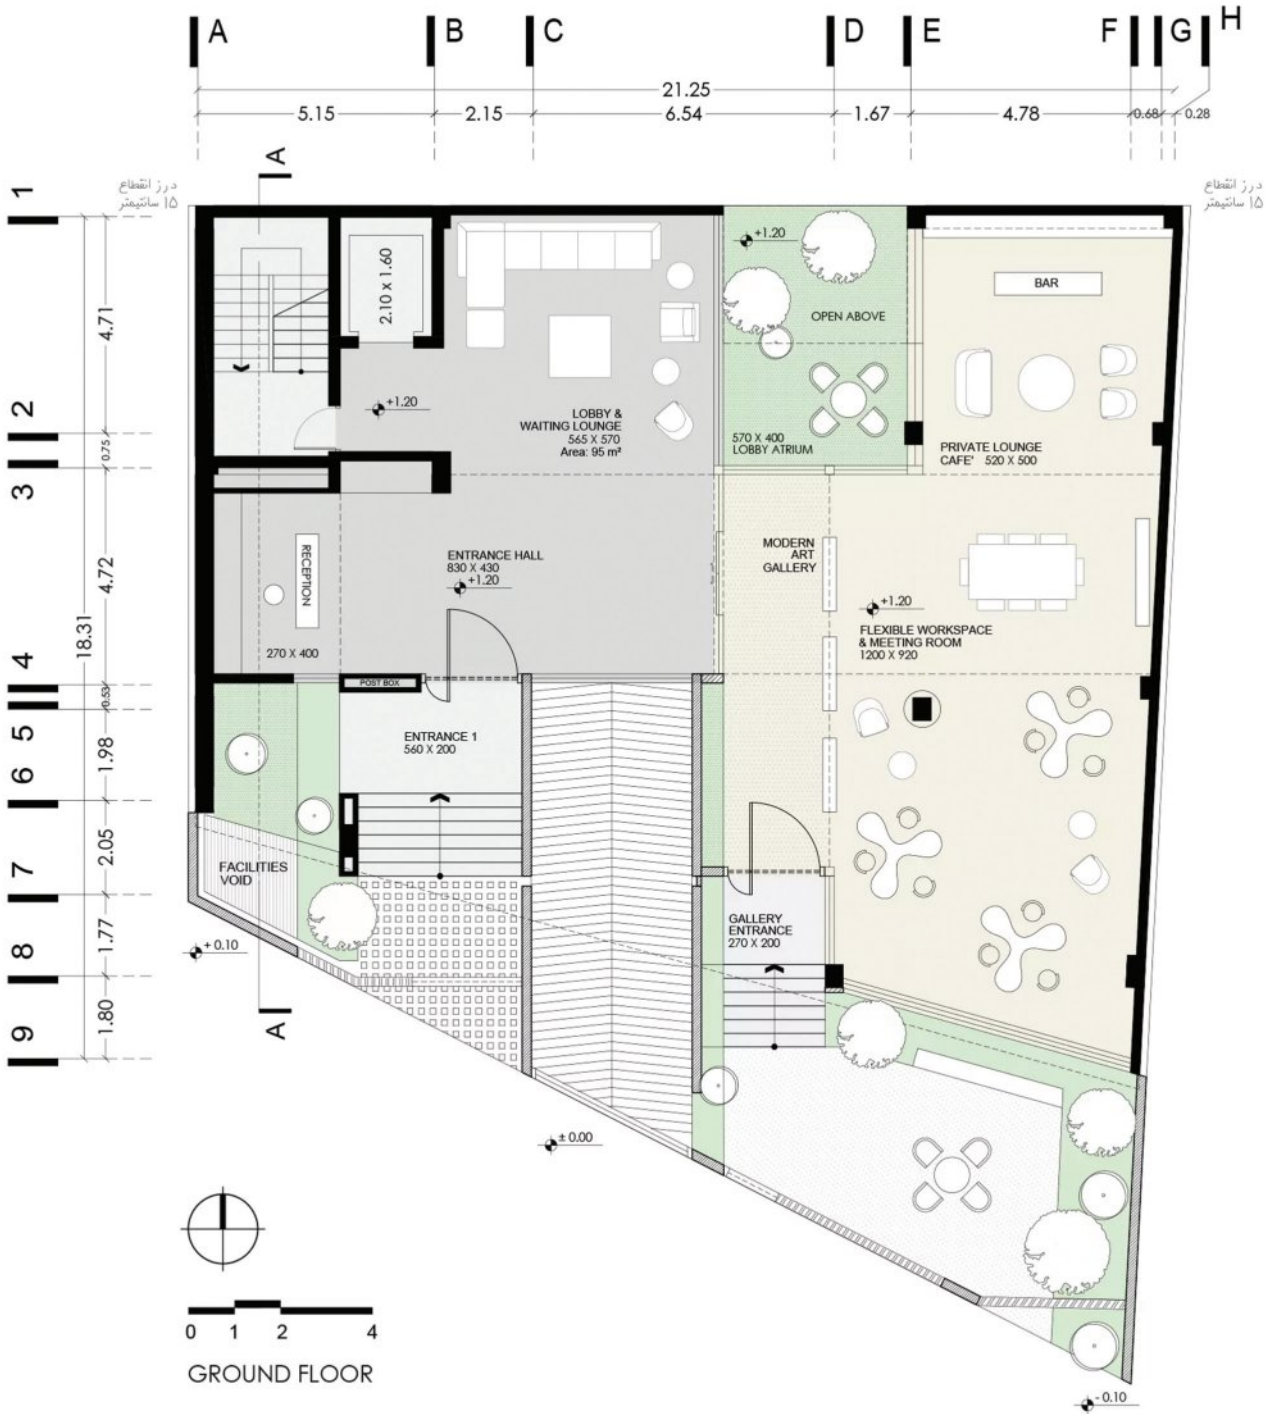 A
B
C
D
E
F
G
H
21.25
5.15
2.15
6.54
1.67
4.78
0.68
0.28
A
درز انقطاع
۱۵ سانتیمتر
درز انقطاع
۱۵ سانتیمتر
1
2
3
4
5
6
7
8
9
4.71
0.75
4.72
0.53
1.98
2.05
1.77
1.80
18.31
2.10 x 1.60
+1.20
OPEN ABOVE
BAR
+1.20
LOBBY &
WAITING LOUNGE
565 X 570
Area: 95 m²
570 X 400
LOBBY ATRIUM
PRIVATE LOUNGE
CAFE' 520 X 500
RECEPTION
270 X 400
ENTRANCE HALL
830 X 430
+1.20
MODERN
ART
GALLERY
+1.20
FLEXIBLE WORKSPACE
& MEETING ROOM
1200 X 920
POST BOX
ENTRANCE 1
560 X 200
FACILITIES
VOID
GALLERY
ENTRANCE
270 X 200
+ 0.10
A
± 0.00
0 1 2 4
GROUND FLOOR
- 0.10